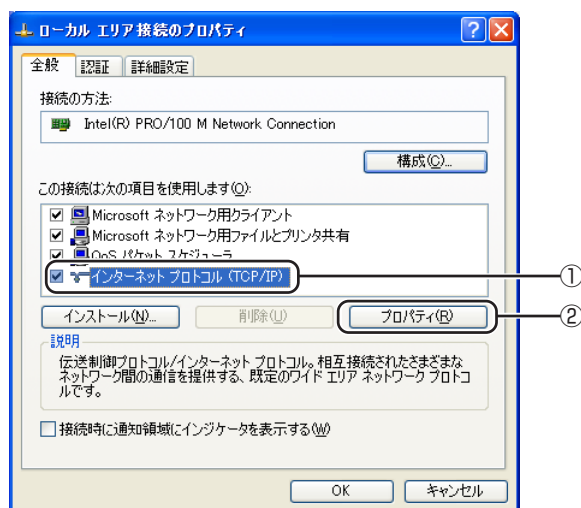 ローカル エリア接続のプロパティ
全般 認証 詳細設定
接続の方法:
Intel(R) PRO/100 M Network Connection
構成(C)...
この接続は次の項目を使用します(O):
Microsoft ネットワーク用クライアント
Microsoft ネットワーク用ファイルとプリンタ共有
QoS パケット スケジューラ
インターネット プロトコル (TCP/IP)
①
インストール(N)... 削除(U) プロパティ(R)
②
説明
伝送制御プロトコル/インターネット プロトコル。相互接続されたさまざまな
ネットワーク間の通信を提供する、既定のワイド エリア ネットワーク プロトコ
ルです。
接続時に通知領域にインジケータを表示する(W)
OK キャンセル